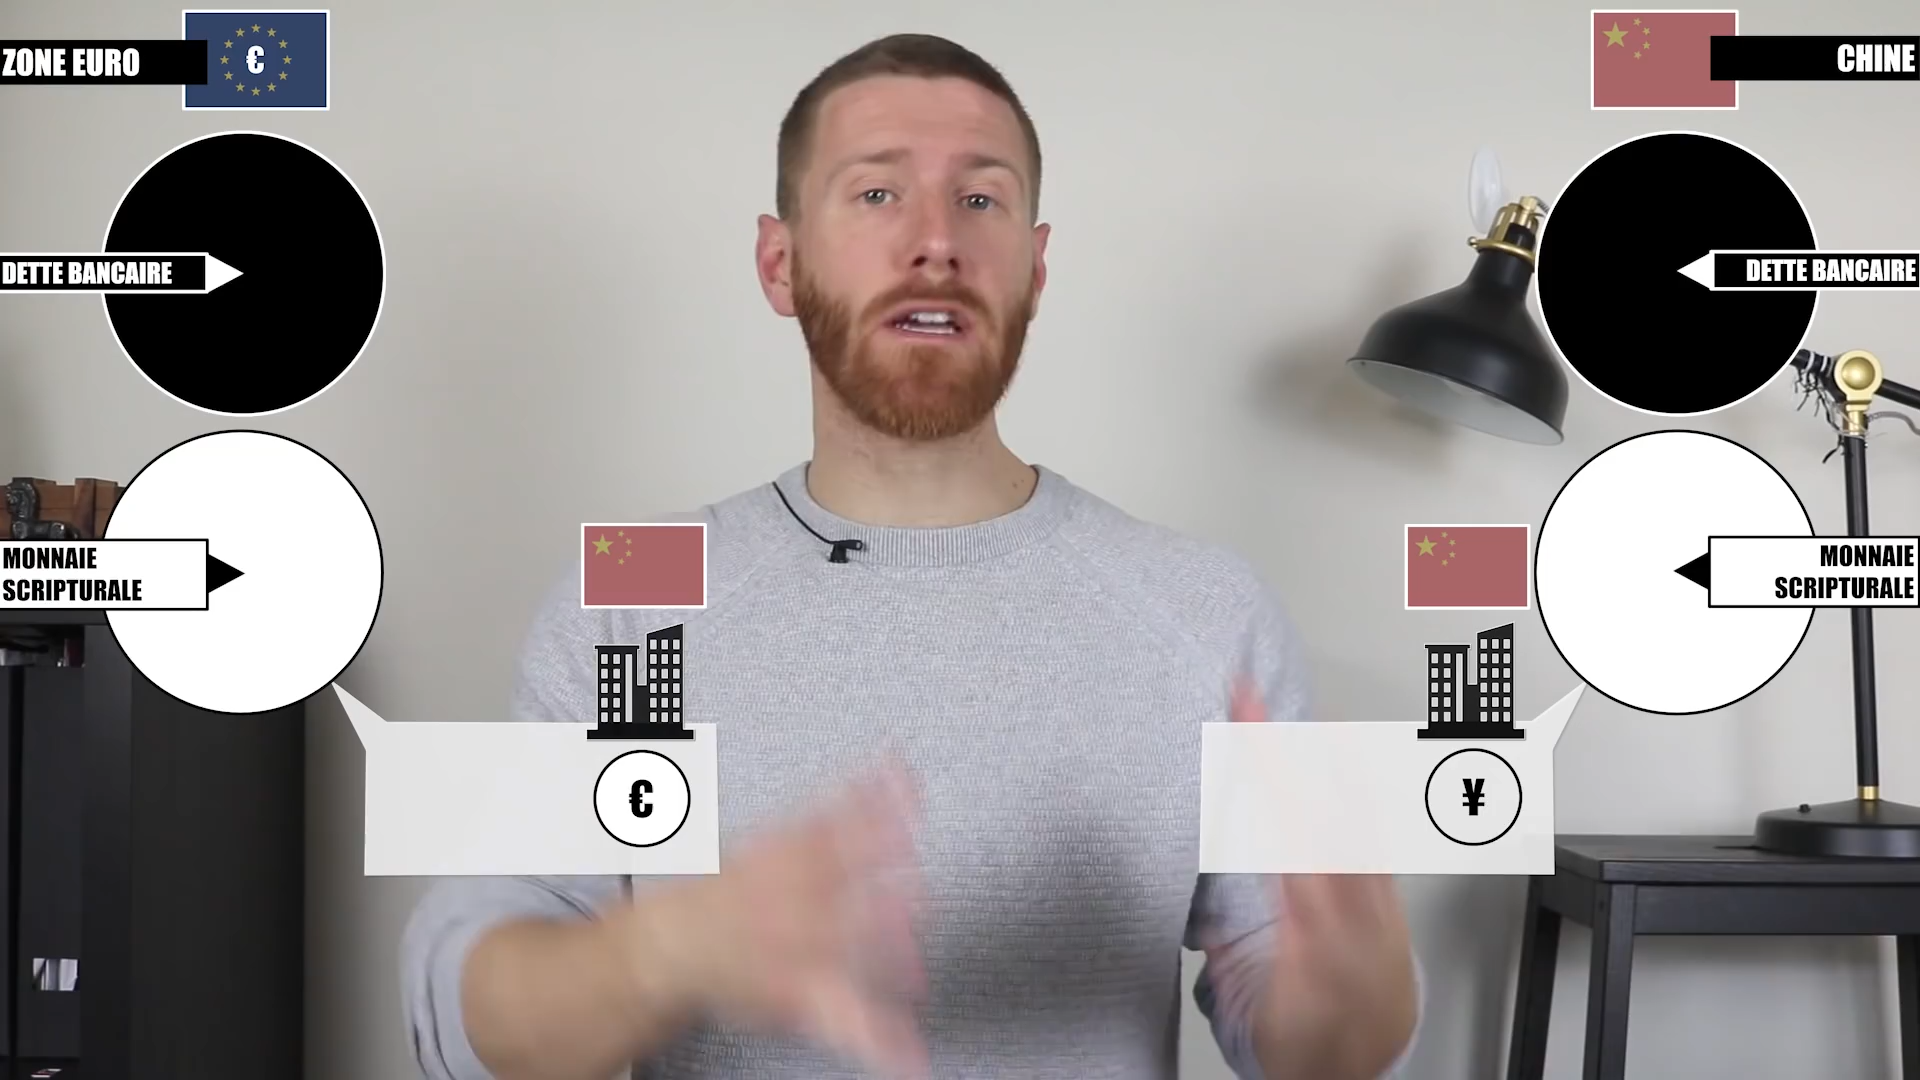 ZONE EURO
€
CHINE
DETTE BANCAIRE
DETTE BANCAIRE
MONNAIE
SCRIPTURALE
MONNAIE
SCRIPTURALE
€
¥